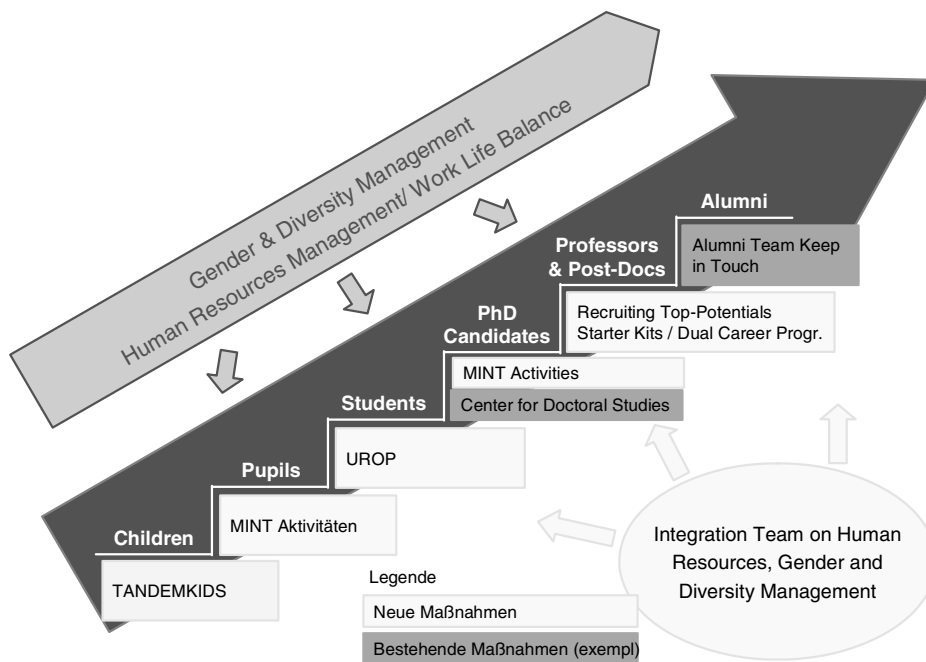 Gender & Diversity Management
Human Resources Management/ Work Life Balance
Alumni
Alumni Team Keep
in Touch
Professors
& Post-Docs
Recruiting Top-Potentials
Starter Kits / Dual Career Progr.
PhD
Candidates
MINT Activities
Center for Doctoral Studies
Students
UROP
Pupils
MINT Aktivitäten
Children
TANDEMKIDS
Integration Team on Human
Resources, Gender and
Diversity Management
Legende
Neue Maßnahmen
Bestehende Maßnahmen (exempl)